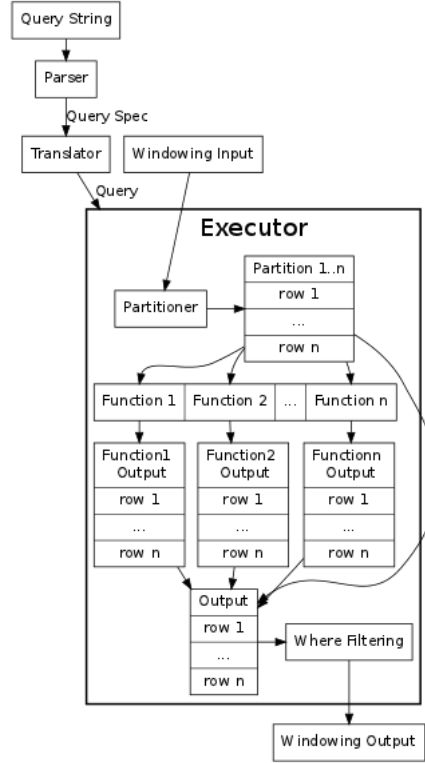 Query String
Parser
Query Spec
Translator
Windowing Input
Query
Executor
Partition 1..n
row 1
...
row n
Partitioner
Function 1
Function 2
...
Function n
Function1
Output
row 1
...
row n
Function2
Output
row 1
...
row n
Functionn
Output
row 1
...
row n
Output
row 1
...
row n
Where Filtering
Windowing Output